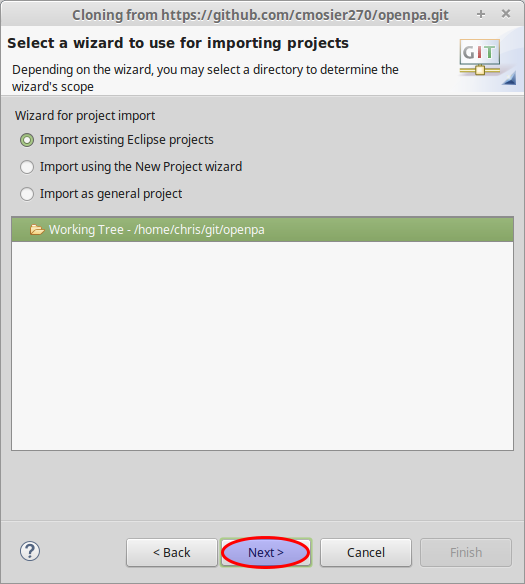 Cloning from https://github.com/cmosier270/openpa.git
+ ×
Select a wizard to use for importing projects
Depending on the wizard, you may select a directory to determine the
wizard's scope
GIT
Wizard for project import
Import existing Eclipse projects
Import using the New Project wizard
Import as general project
Working Tree - /home/chris/git/openpa
?
< Back
Next >
Cancel
Finish